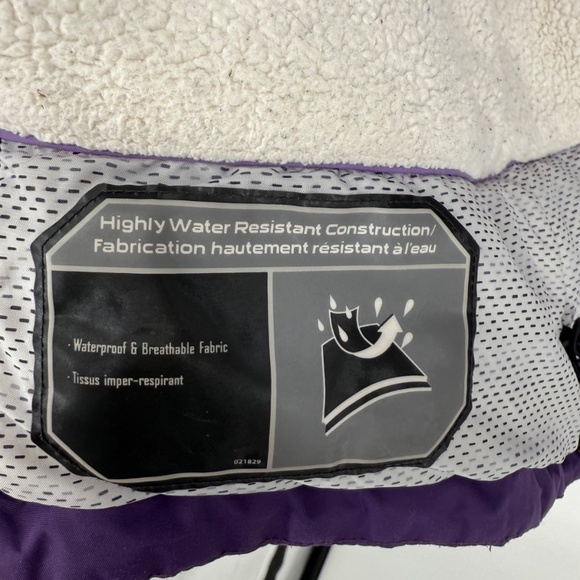 Highly Water Resistant Construction/
Fabrication hautement résistant à l'eau
· Waterproof & Breathable Fabric
· Tissus imper-respirant
021829